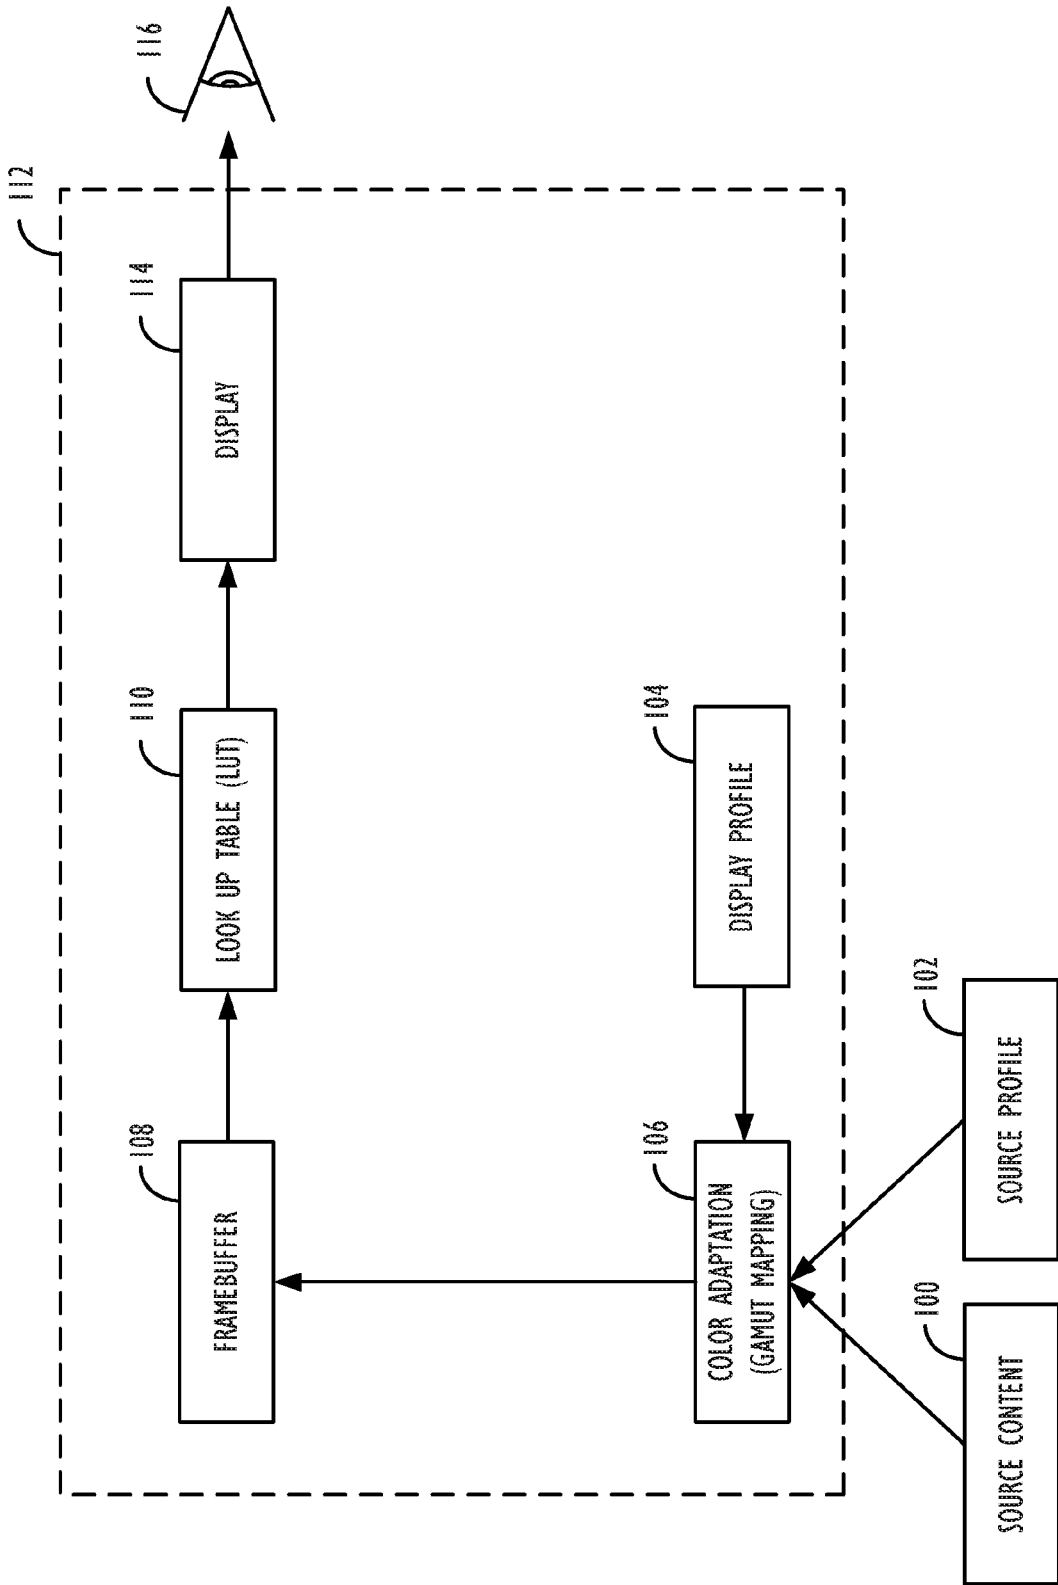 112
116
108
FRAMEBUFFER
110
LOOK UP TABLE (LUT)
114
DISPLAY
106
COLOR ADAPTATION
(GAMUT MAPPING)
104
DISPLAY PROFILE
100
SOURCE CONTENT
102
SOURCE PROFILE